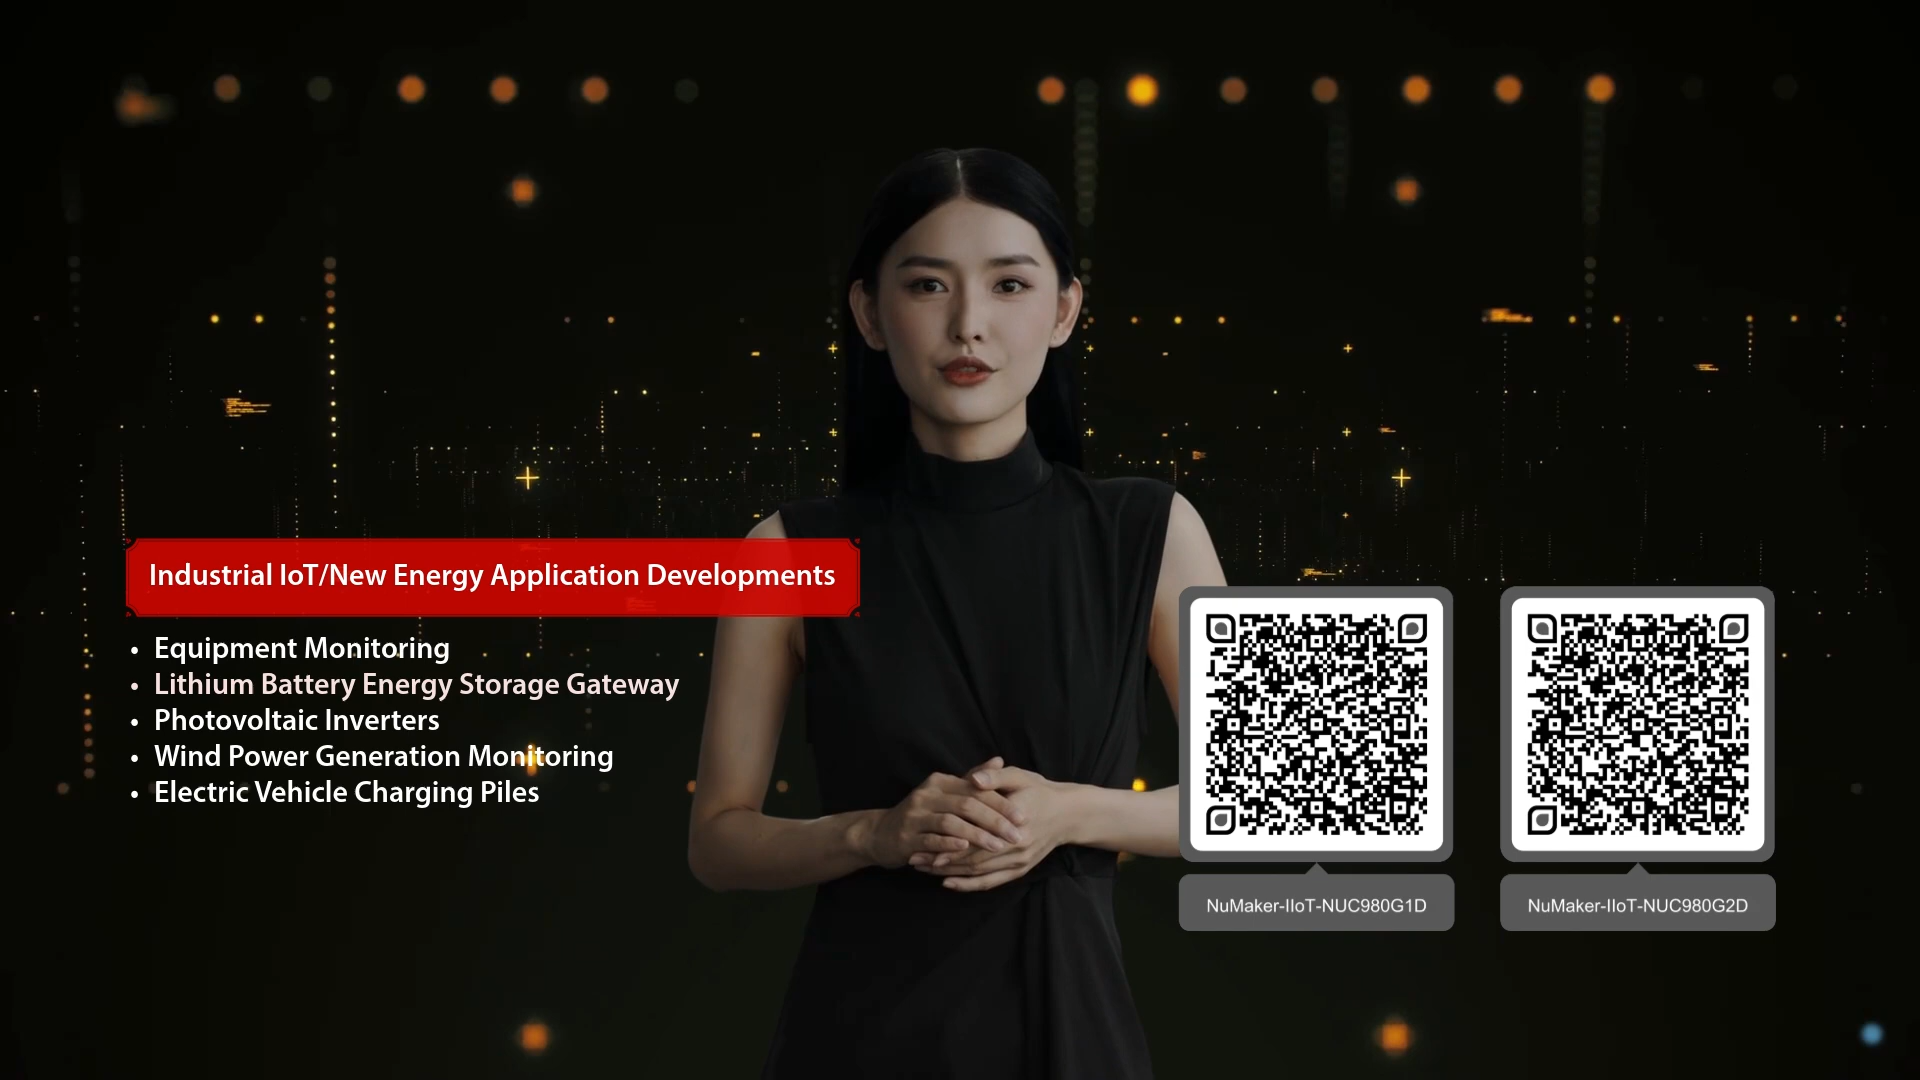 Industrial IoT/New Energy Application Developments
• Equipment Monitoring
• Lithium Battery Energy Storage Gateway
• Photovoltaic Inverters
• Wind Power Generation Monitoring
• Electric Vehicle Charging Piles
NuMaker-IIoT-NUC980G1D
NuMaker-IIoT-NUC980G2D